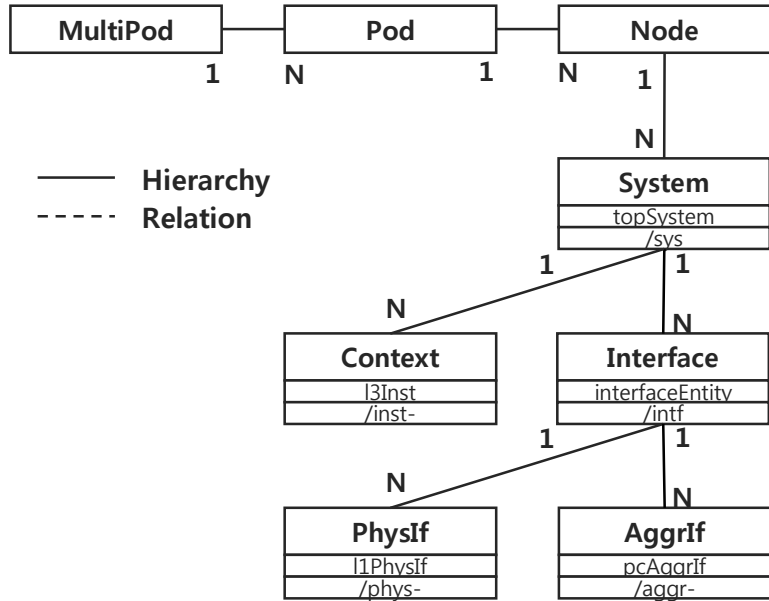 MultiPod
Pod
Node
1
N
1
N
1
N
Hierarchy
Relation
System
topSystem
/sys
1
1
N
N
Context
l3Inst
/inst-
Interface
interfaceEntity
/intf
1
1
N
N
PhysIf
l1PhysIf
/phys-
AggrIf
pcAggrIf
/aggr-